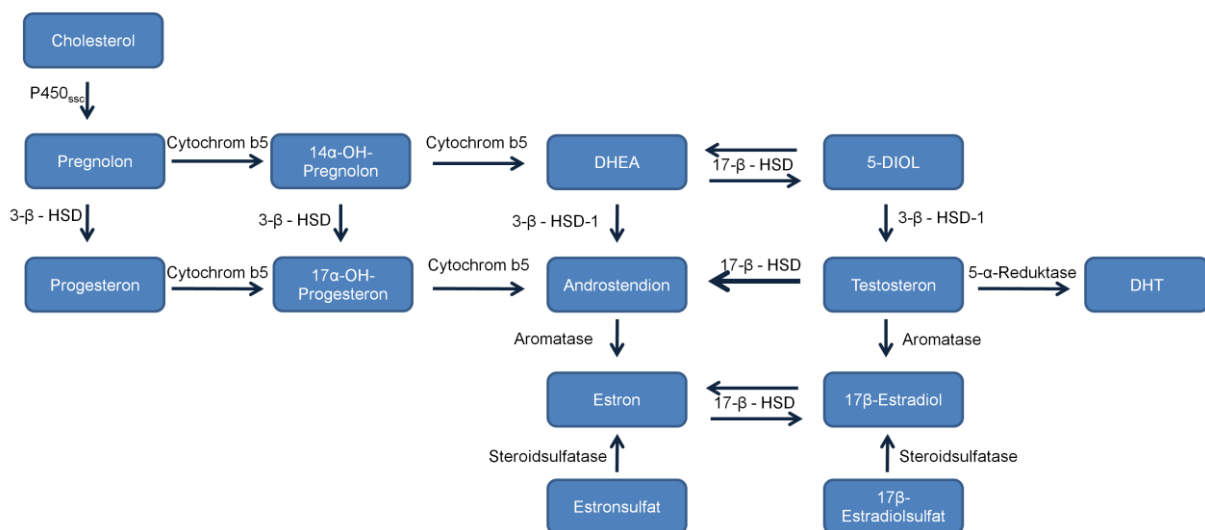 Cholesterol
P450ssc
Cytochrom b5
Cytochrom b5
Pregnolon
14α-OH-
Pregnolon
DHEA
17-β - HSD
5-DIOL
3-β - HSD
3-β - HSD
3-β - HSD-1
3-β - HSD-1
Cytochrom b5
Cytochrom b5
17-β - HSD
5-α-Reduktase
Progesteron
17α-OH-
Progesteron
Androstendion
Testosteron
DHT
Aromatase
Aromatase
Estron
17-β - HSD
17β-Estradiol
Steroidsulfatase
Steroidsulfatase
Estronsulfat
17β-
Estradiolsulfat